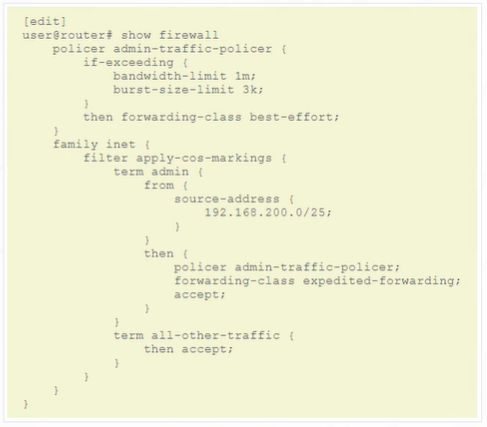 [edit]
user@router# show firewall
    policer admin-traffic-policer {
        if-exceeding {
            bandwidth-limit 1m;
            burst-size-limit 3k;
        }
        then forwarding-class best-effort;
    }
    family inet {
        filter apply-cos-markings {
            term admin {
                from {
                    source-address {
                        192.168.200.0/25;
                    }
                }
                then {
                    policer admin-traffic-policer;
                    forwarding-class expedited-forwarding;
                    accept;
                }
            }
            term all-other-traffic {
                then accept;
            }
        }
    }
}